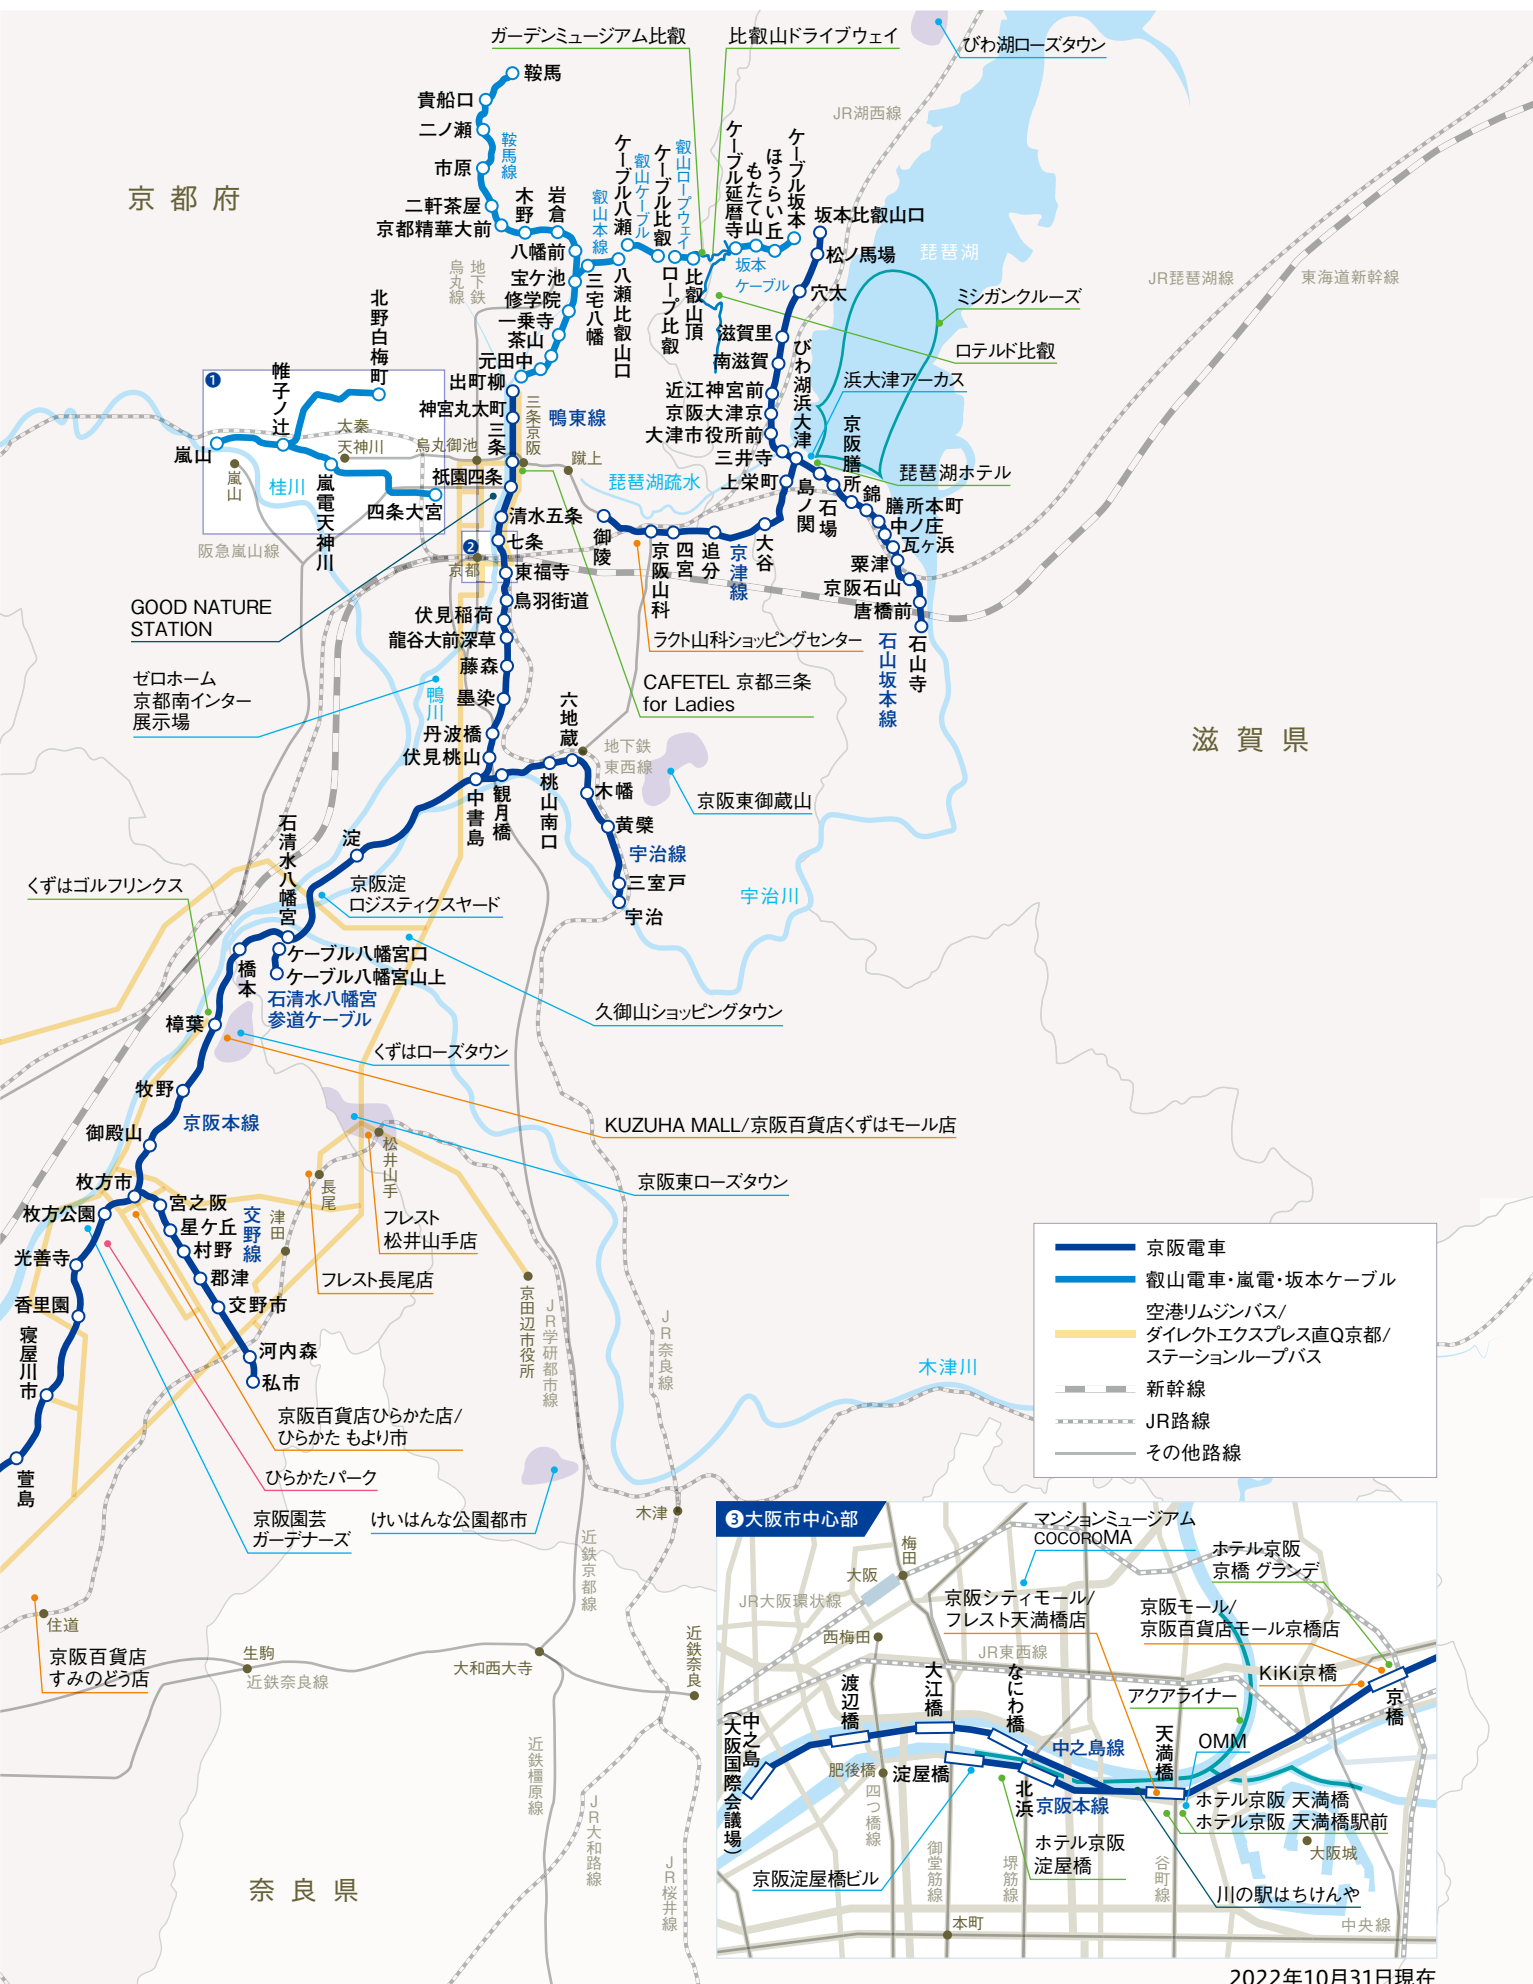 ガーデンミュージアム比叡
比叡山ドライブウェイ
びわ湖ローズタウン
鞍馬
貴船口
二ノ瀬
市原
二軒茶屋
京都精華大前
鞍馬線
木野
岩倉
八幡前
宝ケ池
修学院
一乗寺
茶山
元田中
出町柳
叡山本線
三宅八幡
八瀬比叡山口
ケーブル八瀬
叡山ケーブル
ケーブル比叡
叡山ロープウェイ
ロープ比叡
比叡山頂
ケーブル延暦寺
もたて山
ほうらい丘
ケーブル坂本
坂本
ケーブル
JR湖西線
坂本比叡山口
松ノ馬場
穴太
滋賀里
南滋賀
近江神宮前
京阪大津京
大津市役所前
三井寺
びわ湖浜大津
上栄町
琵琶湖
JR琵琶湖線
東海道新幹線
ミシガンクルーズ
ロテルド比叡
浜大津アーカス
琵琶湖ホテル
京都府
烏丸線
地下鉄
北野白梅町
❶
帷子ノ辻
太秦
天神川
烏丸御池
嵐山
嵐山
桂川
嵐電天神川
四条大宮
阪急嵐山線
神宮丸太町
三条
三条京阪
鴨東線
蹴上
祇園四条
琵琶湖疏水
清水五条
❷
七条
京都
東福寺
鳥羽街道
伏見稲荷
龍谷大前深草
藤森
墨染
丹波橋
伏見桃山
中書島
観月橋
桃山南口
六地蔵
地下鉄
東西線
木幡
黄檗
宇治線
三室戸
宇治
御陵
京阪山科
四宮
追分
京津線
大谷
島ノ関
石場
京阪膳所
錦
膳所本町
中ノ庄
瓦ヶ浜
粟津
京阪石山
唐橋前
石山寺
石山坂本線
GOOD NATURE
STATION
ゼロホーム
京都南インター
展示場
鴨川
ラクト山科ショッピングセンター
CAFETEL 京都三条
for Ladies
京阪東御蔵山
滋賀県
宇治川
淀
石清水八幡宮
京阪淀
ロジスティクスヤード
くずはゴルフリンクス
ケーブル八幡宮口
ケーブル八幡宮山上
石清水八幡宮
参道ケーブル
橋本
樟葉
久御山ショッピングタウン
くずはローズタウン
牧野
京阪本線
御殿山
KUZUHA MALL/京阪百貨店くずはモール店
松井山手
京阪東ローズタウン
枚方市
長尾
枚方公園
宮之阪
星ケ丘
村野
郡津
交野市
河内森
私市
交野線
津田
フレスト
松井山手店
フレスト長尾店
光善寺
香里園
寝屋川市
萱島
京田辺市役所
JR学研都市線
JR奈良線
木津川
京阪百貨店ひらかた店/
ひらかた もより市
ひらかたパーク
京阪園芸
ガーデナーズ
けいはんな公園都市
木津
近鉄京都線
住道
京阪百貨店
すみのどう店
生駒
近鉄奈良線
大和西大寺
近鉄奈良
近鉄橿原線
JR大和路線
JR桜井線
奈良県
京阪電車
叡山電車・嵐電・坂本ケーブル
空港リムジンバス/
ダイレクトエクスプレス直Q京都/
ステーションループバス
新幹線
JR路線
その他路線
❸大阪市中心部
マンションミュージアム
COCOROMA
梅田
大阪
JR大阪環状線
ホテル京阪
京橋 グランデ
京阪シティモール/
フレスト天満橋店
京阪モール/
京阪百貨店モール京橋店
西梅田
JR東西線
KiKi京橋
京橋
渡辺橋
大江橋
なにわ橋
アクアライナー
中之島
(大阪国際会議場)
中之島線
天満橋
OMM
肥後橋
淀屋橋
北浜
京阪本線
ホテル京阪 天満橋
ホテル京阪 天満橋駅前
四つ橋線
御堂筋線
堺筋線
ホテル京阪
淀屋橋
谷町線
大阪城
京阪淀屋橋ビル
川の駅はちけんや
本町
中央線
2022年10月31日現在